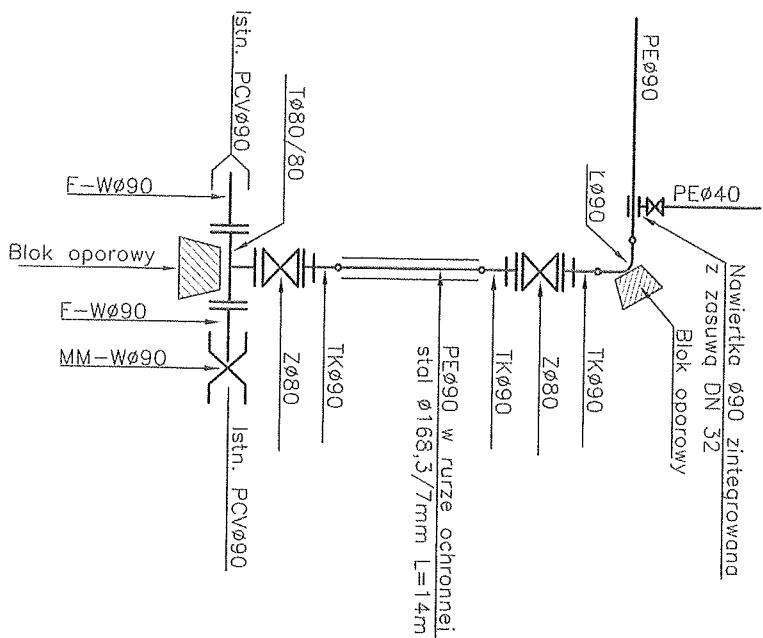 Istn. PCVø90
Tø80/80
F-Wø90
Blok oporowy
F-Wø90
MM-Wø90
Istn. PCVø90
Zø80
TKø90
PEø90 w rurze ochronnej
stal ø168,3/7mm L=14m
TKø90
Zø80
TKø90
Lø90
PEø90
PEø40
Nawiertka ø90 zintegrowana
z zasuwą DN 32
Blok oporowy